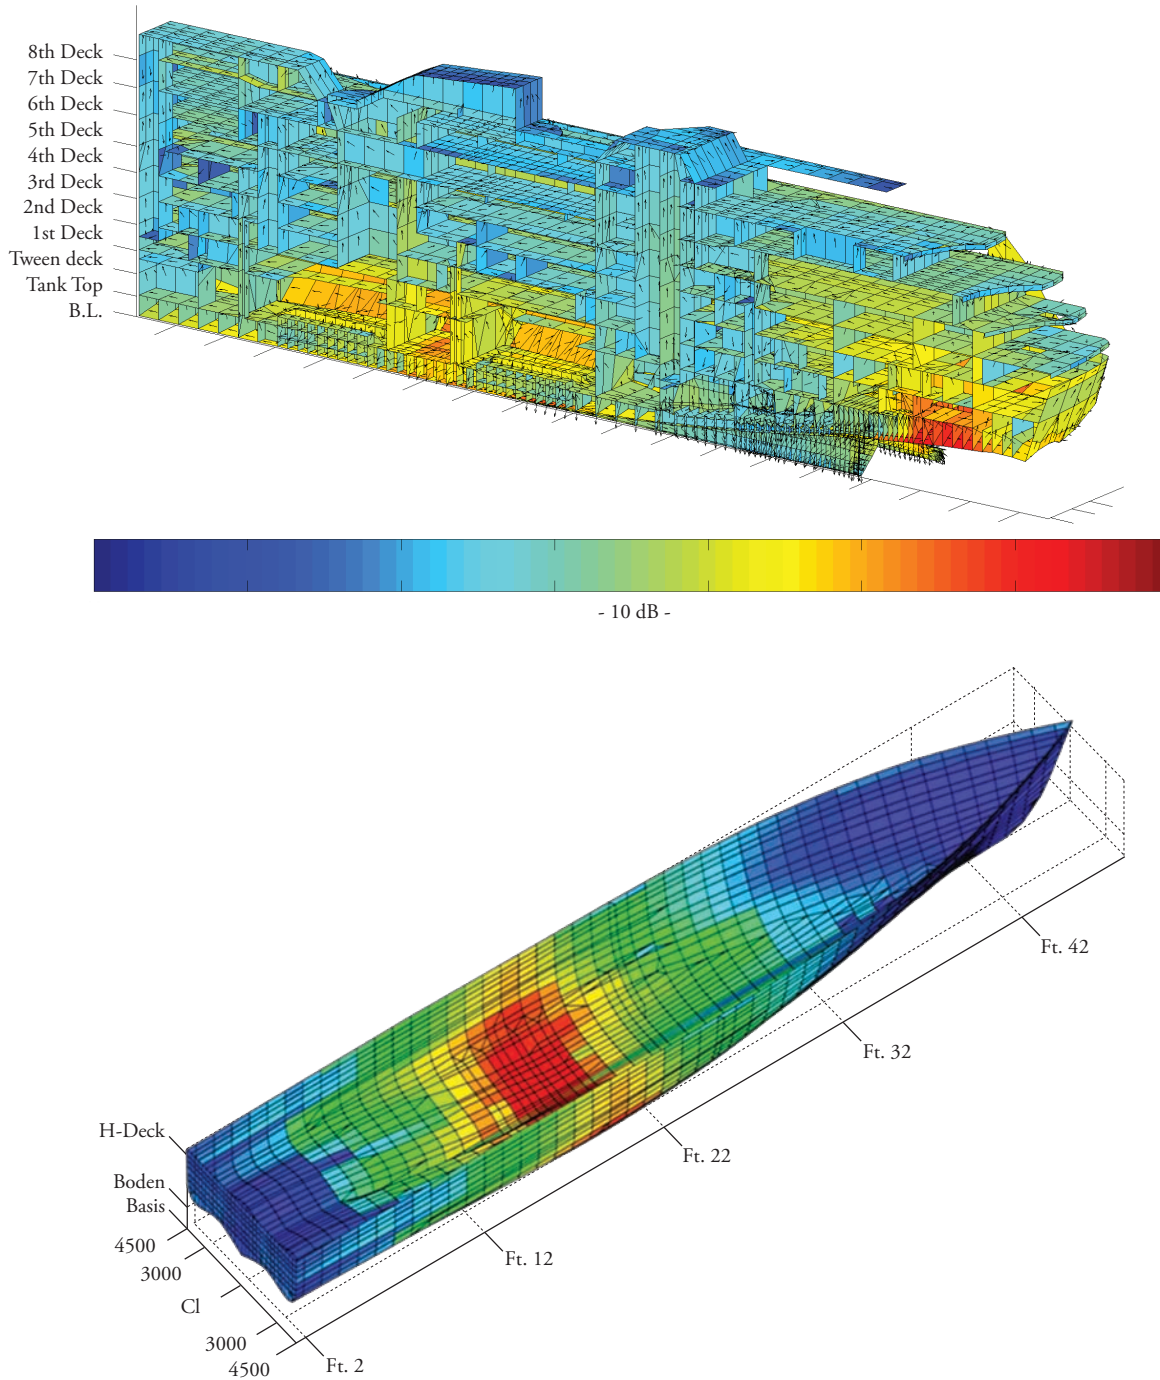 8th Deck
7th Deck
6th Deck
5th Deck
4th Deck
3rd Deck
2nd Deck
1st Deck
Tween deck
Tank Top
B.L.
- 10 dB -
Ft. 42
Ft. 32
H-Deck
Ft. 22
Boden
Basis
4500
Ft. 12
3000
Cl
3000
4500
Ft. 2